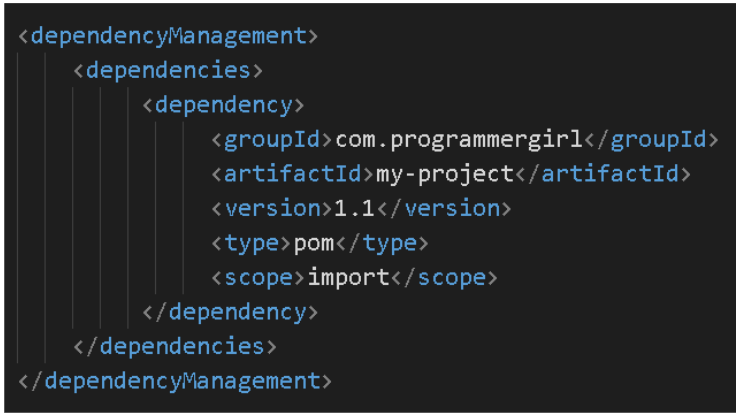 <dependencyManagement>
<dependencies>
<dependency>
<groupId>com.programmergirl</groupId>
<artifactId>my-project</artifactId>
<version>1.1</version>
<type>pom</type>
<scope>import</scope>
</dependency>
</dependencies>
</dependencyManagement>